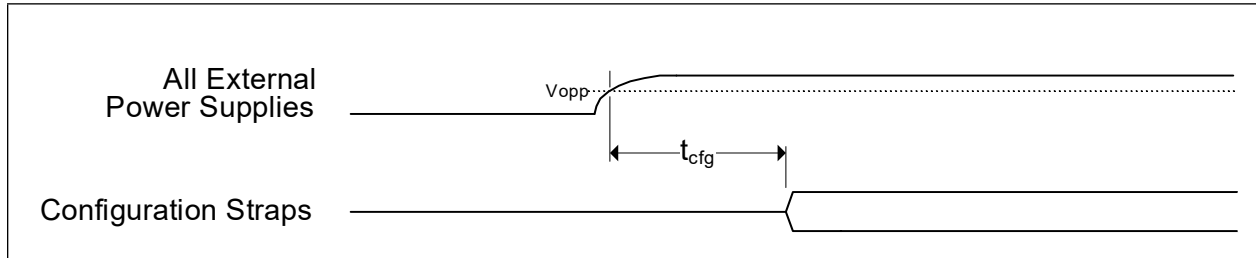 All External
Power Supplies
Vopp
tcfg
Configuration Straps